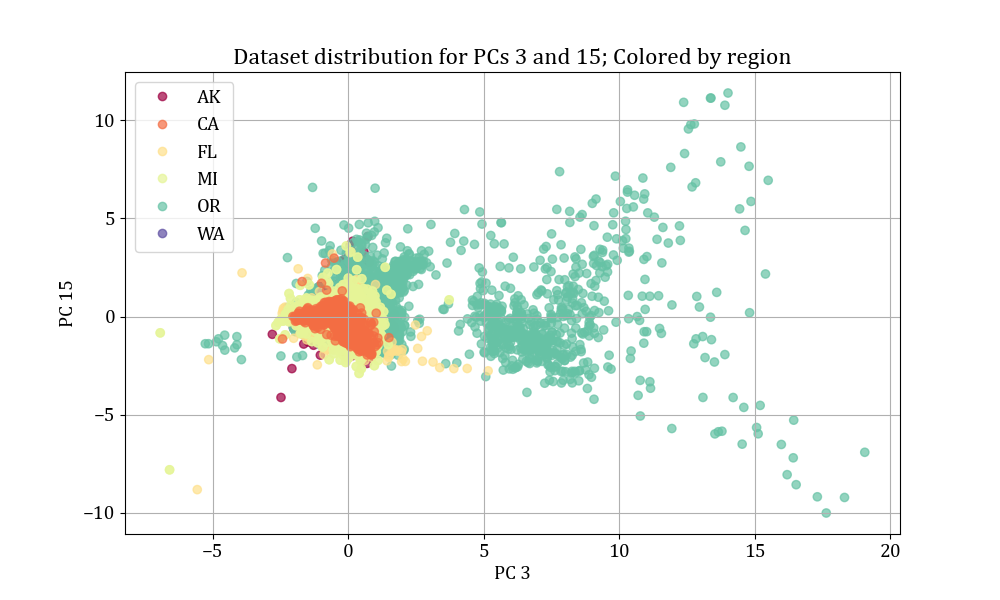 Dataset distribution for PCs 3 and 15; Colored by region
AK
CA
FL
MI
OR
WA
10
5
0
−5
−10
PC 15
−5
0
5
10
15
20
PC 3